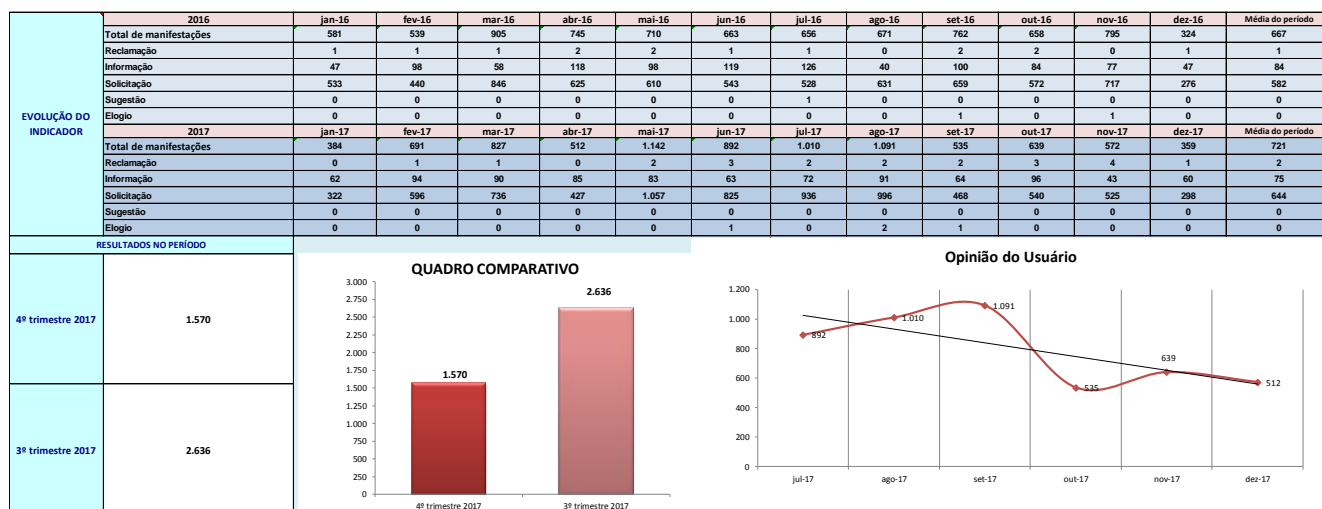 2016 jan-16 fev-16 mar-16 abr-16 mai-16 jun-16 jul-16 ago-16 set-16 out-16 nov-16 dez-16 Média do período
Total de manifestações 581 539 905 745 710 663 656 671 762 658 795 324 667
Reclamação 1 1 1 2 2 1 1 0 2 2 0 1 1
Informação 47 98 58 118 98 119 126 40 100 84 77 47 84
Solicitação 533 440 846 625 610 543 528 631 659 572 717 276 582
Sugestão 0 0 0 0 0 0 1 0 0 0 0 0 0
Elogio 0 0 0 0 0 0 0 0 1 0 1 0 0
EVOLUÇÃO DO
INDICADOR
2017 jan-17 fev-17 mar-17 abr-17 mai-17 jun-17 jul-17 ago-17 set-17 out-17 nov-17 dez-17 Média do período
Total de manifestações 384 691 827 512 1.142 892 1.010 1.091 535 639 572 359 721
Reclamação 0 1 1 0 2 3 2 2 2 3 4 1 2
Informação 62 94 90 85 83 63 72 91 64 96 43 60 75
Solicitação 322 596 736 427 1.057 825 936 996 468 540 525 298 644
Sugestão 0 0 0 0 0 0 0 0 0 0 0 0 0
Elogio 0 0 0 0 0 1 0 2 1 0 0 0 0
RESULTADOS NO PERÍODO
4º trimestre 2017 1.570
3º trimestre 2017 2.636
QUADRO COMPARATIVO
3.000
2.750
2.500
2.250
2.000
1.750
1.500
1.250
1.000
750
500
250
0
1.570
2.636
4º trimestre 2017 3º trimestre 2017
Opinião do Usuário
1.200
1.000
800
600
400
200
0
892
1.010
1.091
535
639
512
jul-17 ago-17 set-17 out-17 nov-17 dez-17